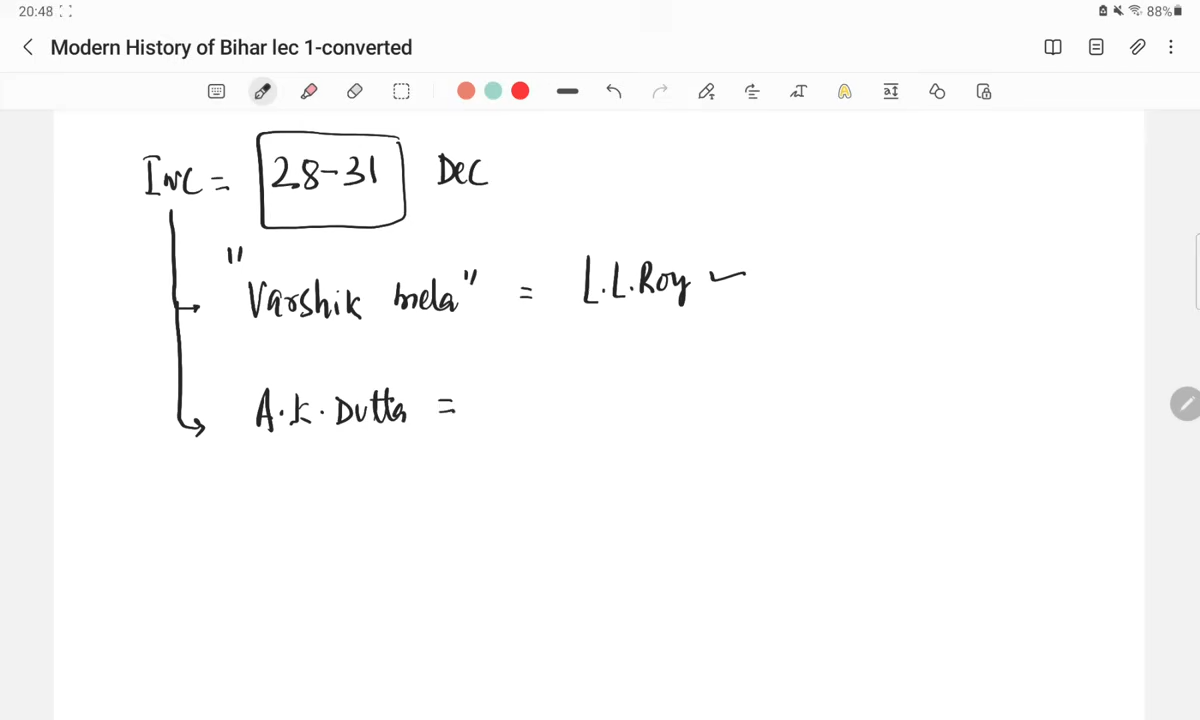 20:48
88%
Modern History of Bihar lec 1-converted
INC = 28-31 Dec
"Varshik mela" = L.L.Roy
A.K.Dutta =